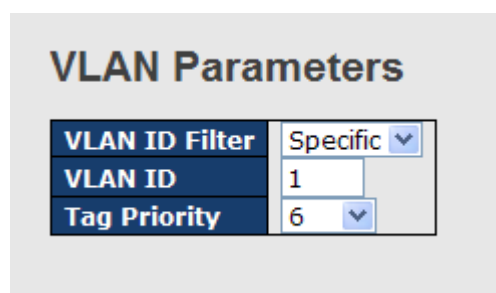 VLAN Parameters
VLAN ID Filter Specific
VLAN ID 1
Tag Priority 6